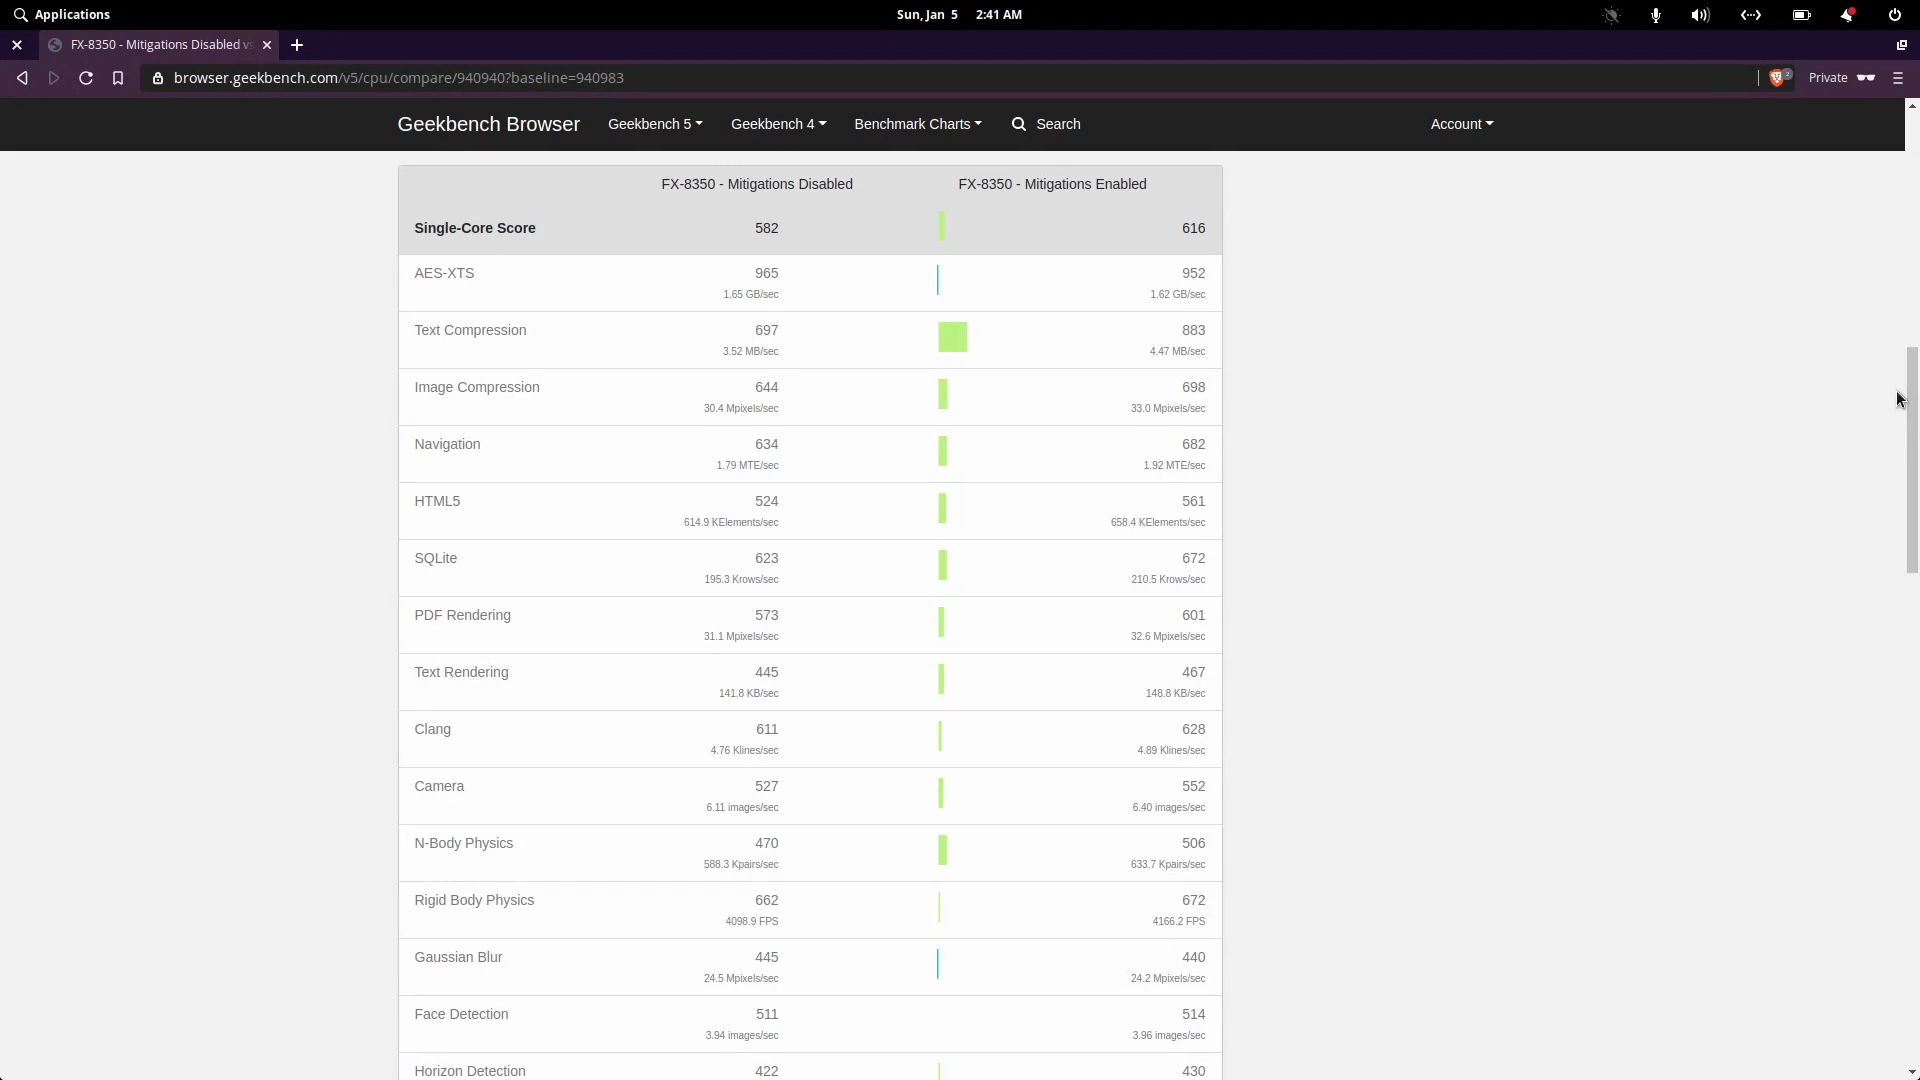 Applications
Sun, Jan 5 2:41 AM
FX-8350 - Mitigations Disabled vs
browser.geekbench.com/v5/cpu/compare/940940?baseline=940983
2
Private
Geekbench Browser
Geekbench 5
Geekbench 4
Benchmark Charts
Search
Account
FX-8350 - Mitigations Disabled FX-8350 - Mitigations Enabled
Single-Core Score 582 616
AES-XTS 965 952
1.65 GB/sec 1.62 GB/sec
Text Compression 697 883
3.52 MB/sec 4.47 MB/sec
Image Compression 644 698
30.4 Mpixels/sec 33.0 Mpixels/sec
Navigation 634 682
1.79 MTE/sec 1.92 MTE/sec
HTML5 524 561
614.9 KElements/sec 658.4 KElements/sec
SQLite 623 672
195.3 Krows/sec 210.5 Krows/sec
PDF Rendering 573 601
31.1 Mpixels/sec 32.6 Mpixels/sec
Text Rendering 445 467
141.8 KB/sec 148.8 KB/sec
Clang 611 628
4.76 Klines/sec 4.89 Klines/sec
Camera 527 552
6.11 images/sec 6.40 images/sec
N-Body Physics 470 506
588.3 Kpairs/sec 633.7 Kpairs/sec
Rigid Body Physics 662 672
4098.9 FPS 4166.2 FPS
Gaussian Blur 445 440
24.5 Mpixels/sec 24.2 Mpixels/sec
Face Detection 511 514
3.94 images/sec 3.96 images/sec
Horizon Detection 422 430